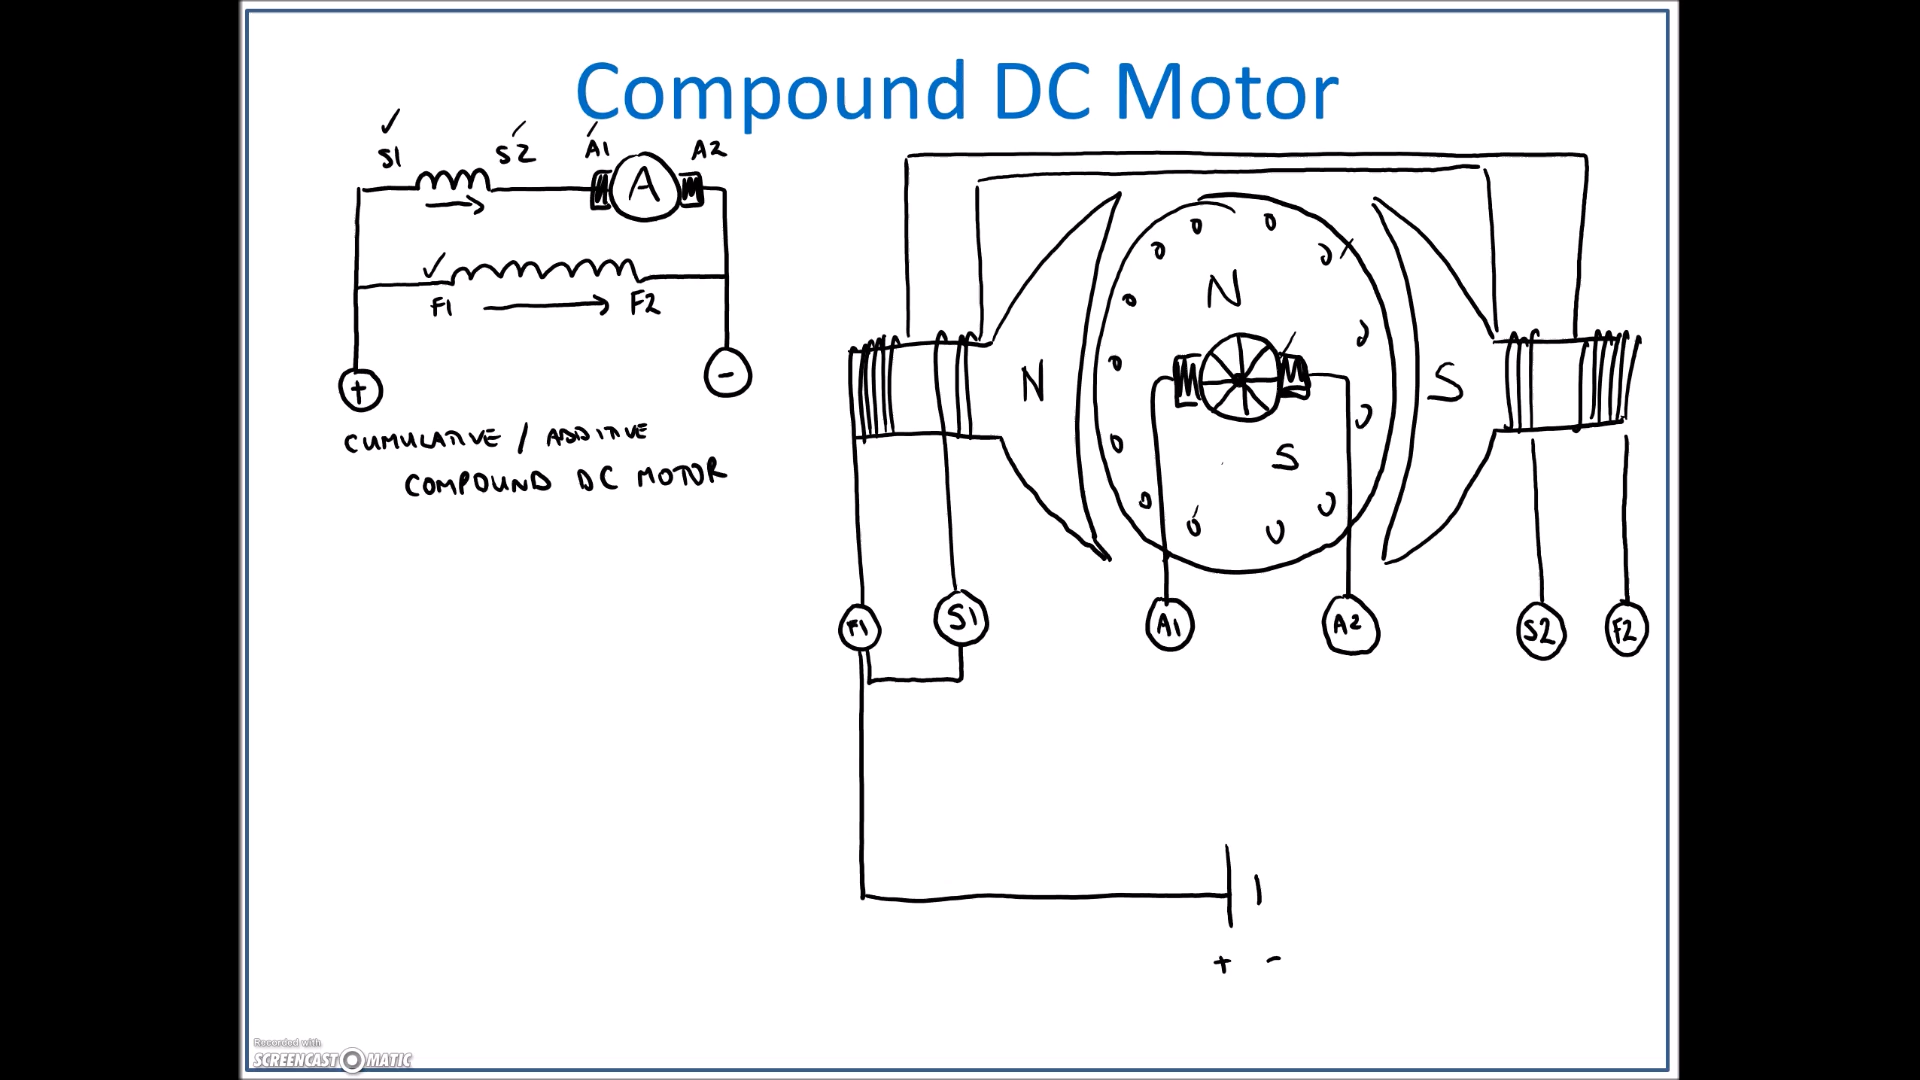 Compound DC Motor
S1 S2 A1 A2
A
F1 F2
+ -
CUMULATIVE / ADDITIVE
COMPOUND DC MOTOR
N
N S
S
F1 S1 A1 A2 S2 F2
+ -
Recorded with
SCREENCAST-O-MATIC